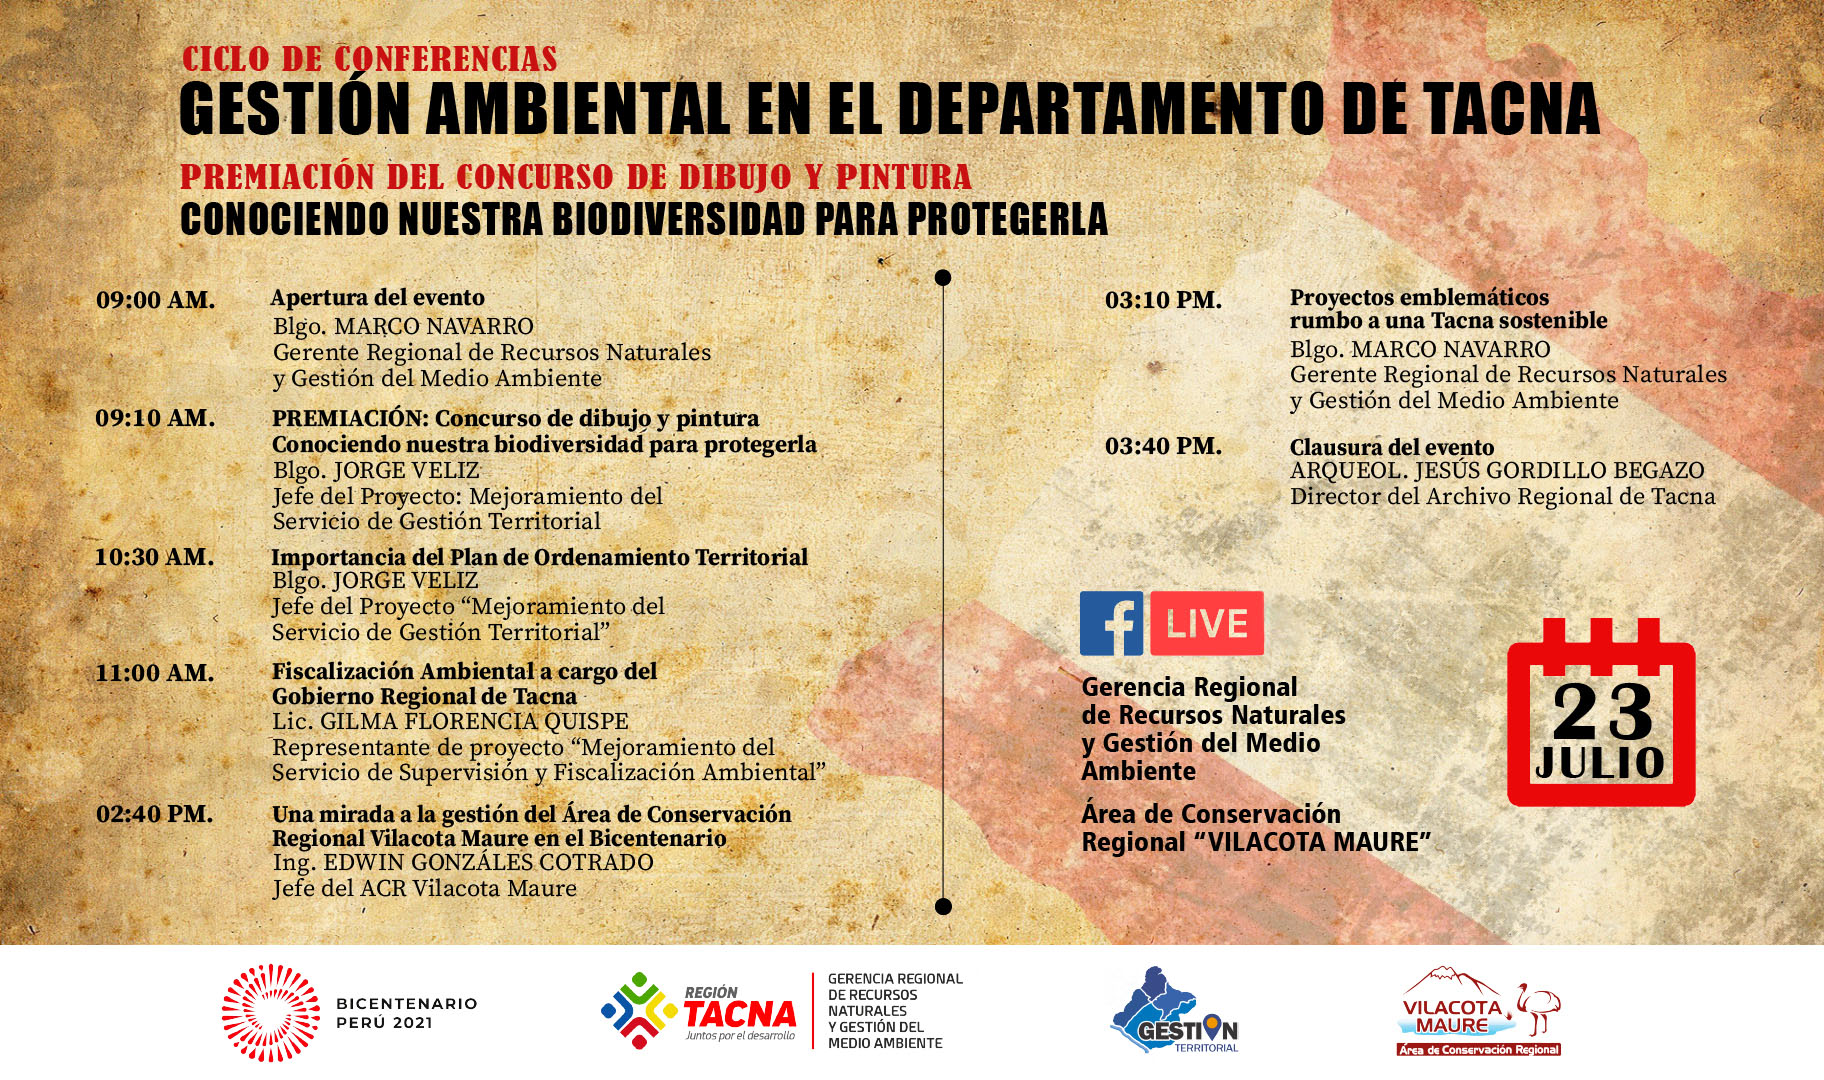 CICLO DE CONFERENCIAS
GESTIÓN AMBIENTAL EN EL DEPARTAMENTO DE TACNA
PREMIACIÓN DEL CONCURSO DE DIBUJO Y PINTURA
CONOCIENDO NUESTRA BIODIVERSIDAD PARA PROTEGERLA
09:00 AM.
Apertura del evento
Blgo. MARCO NAVARRO
Gerente Regional de Recursos Naturales
y Gestión del Medio Ambiente
09:10 AM.
PREMIACIÓN: Concurso de dibujo y pintura
Conociendo nuestra biodiversidad para protegerla
Blgo. JORGE VELIZ
Jefe del Proyecto: Mejoramiento del
Servicio de Gestión Territorial
10:30 AM.
Importancia del Plan de Ordenamiento Territorial
Blgo. JORGE VELIZ
Jefe del Proyecto “Mejoramiento del
Servicio de Gestión Territorial”
11:00 AM.
Fiscalización Ambiental a cargo del
Gobierno Regional de Tacna
Lic. GILMA FLORENCIA QUISPE
Representante de proyecto “Mejoramiento del
Servicio de Supervisión y Fiscalización Ambiental”
02:40 PM.
Una mirada a la gestión del Área de Conservación
Regional Vilacota Maure en el Bicentenario
Ing. EDWIN GONZÁLES COTRADO
Jefe del ACR Vilacota Maure
03:10 PM.
Proyectos emblemáticos
rumbo a una Tacna sostenible
Blgo. MARCO NAVARRO
Gerente Regional de Recursos Naturales
y Gestión del Medio Ambiente
03:40 PM.
Clausura del evento
ARQUEOL. JESÚS GORDILLO BEGAZO
Director del Archivo Regional de Tacna
f LIVE
Gerencia Regional
de Recursos Naturales
y Gestión del Medio
Ambiente
Área de Conservación
Regional “VILACOTA MAURE”
23
JULIO
BICENTENARIO
PERÚ 2021
REGIÓN
TACNA
Juntos por el desarrollo
GERENCIA REGIONAL
DE RECURSOS
NATURALES
Y GESTIÓN DEL
MEDIO AMBIENTE
GESTIÓN
TERRITORIAL
VILACOTA
MAURE
Área de Conservación Regional